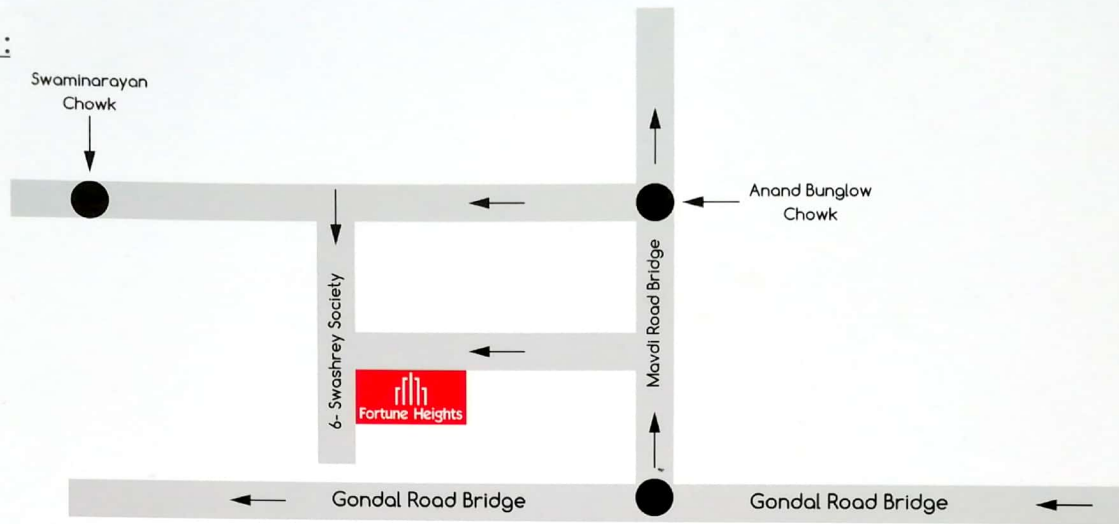 :
Swaminarayan
Chowk
Anand Bunglow
Chowk
6- Swashrey Society
Mavdi Road Bridge
Fortune Heights
Gondal Road Bridge
Gondal Road Bridge